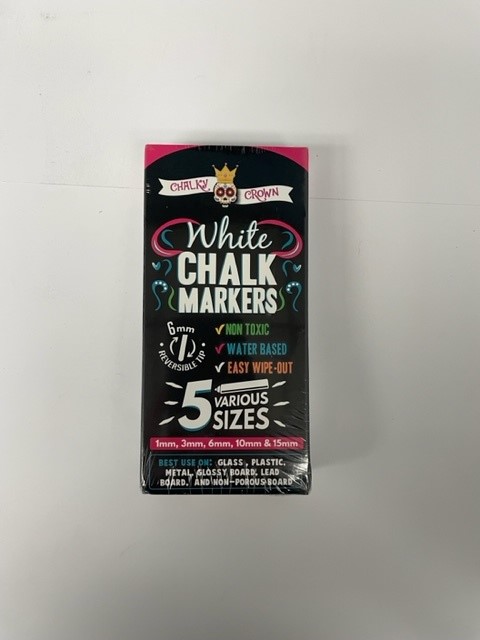 CHALKY CROWN
White
CHALK
MARKERS
6mm
REVERSIBLE TIP
NON TOXIC
WATER BASED
EASY WIPE-OUT
5 VARIOUS
SIZES
1mm, 3mm, 6mm, 10mm & 15mm
BEST USE ON: GLASS, PLASTIC,
METAL, GLOSSY BOARD, LEAD
BOARD, AND NON-POROUS BOARD